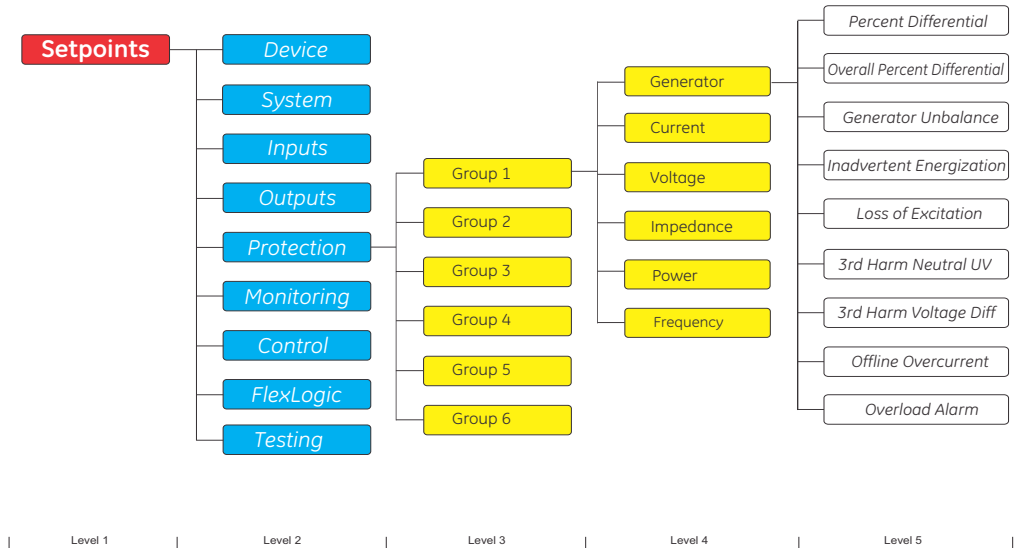 Setpoints
Device
System
Inputs
Outputs
Protection
Monitoring
Control
FlexLogic
Testing
Group 1
Group 2
Group 3
Group 4
Group 5
Group 6
Generator
Current
Voltage
Impedance
Power
Frequency
Percent Differential
Overall Percent Differential
Generator Unbalance
Inadvertent Energization
Loss of Excitation
3rd Harm Neutral UV
3rd Harm Voltage Diff
Offline Overcurrent
Overload Alarm
Level 1
Level 2
Level 3
Level 4
Level 5